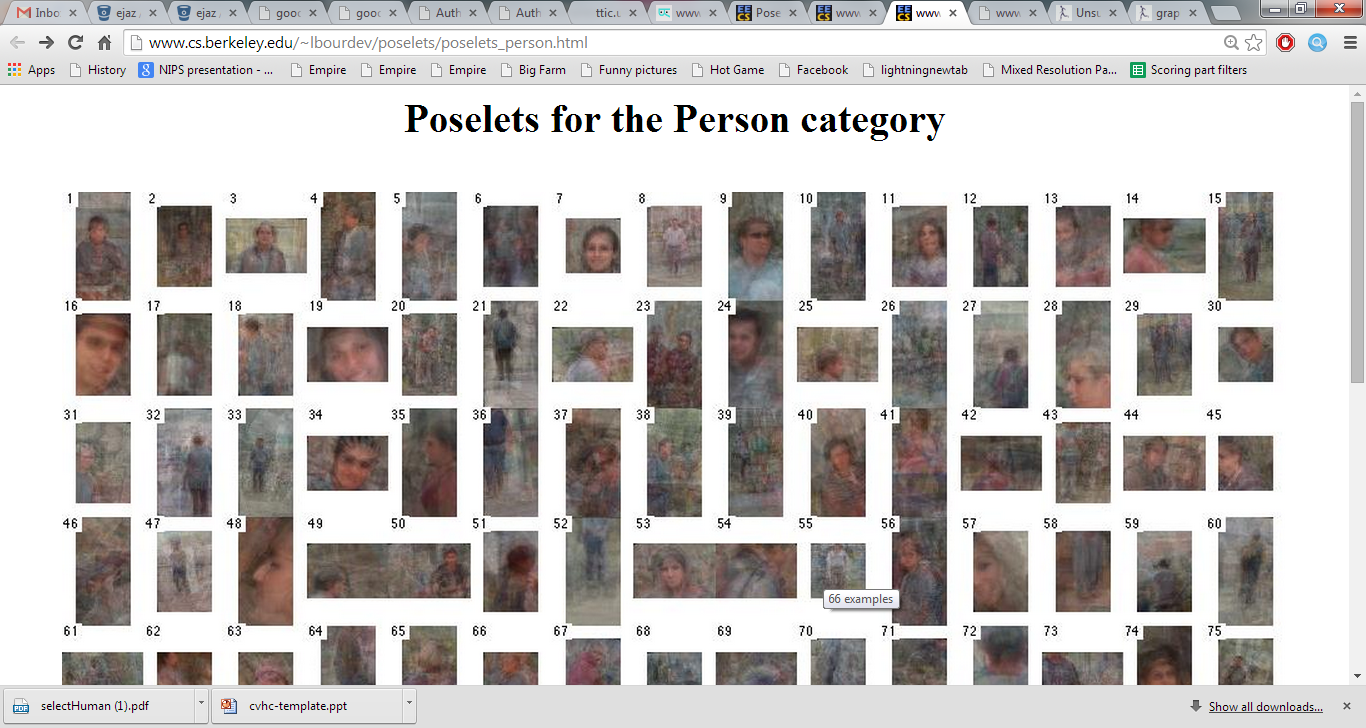 Inbo ejaz ejaz / good good Auth Auth ttic.u www Pose www www www Unsu grap
www.cs.berkeley.edu/~lbourdev/poselets/poselets_person.html
Apps History NIPS presentation - ... Empire Empire Empire Big Farm Funny pictures Hot Game Facebook lightningnewtab Mixed Resolution Pa... Scoring part filters
Poselets for the Person category
1 2 3 4 5 6 7 8 9 10 11 12 13 14 15
16 17 18 19 20 21 22 23 24 25 26 27 28 29 30
31 32 33 34 35 36 37 38 39 40 41 42 43 44 45
46 47 48 49 50 51 52 53 54 55 56 57 58 59 60
66 examples
61 62 63 64 65 66 67 68 69 70 71 72 73 74 75
selectHuman (1).pdf cvhc-template.ppt Show all downloads...